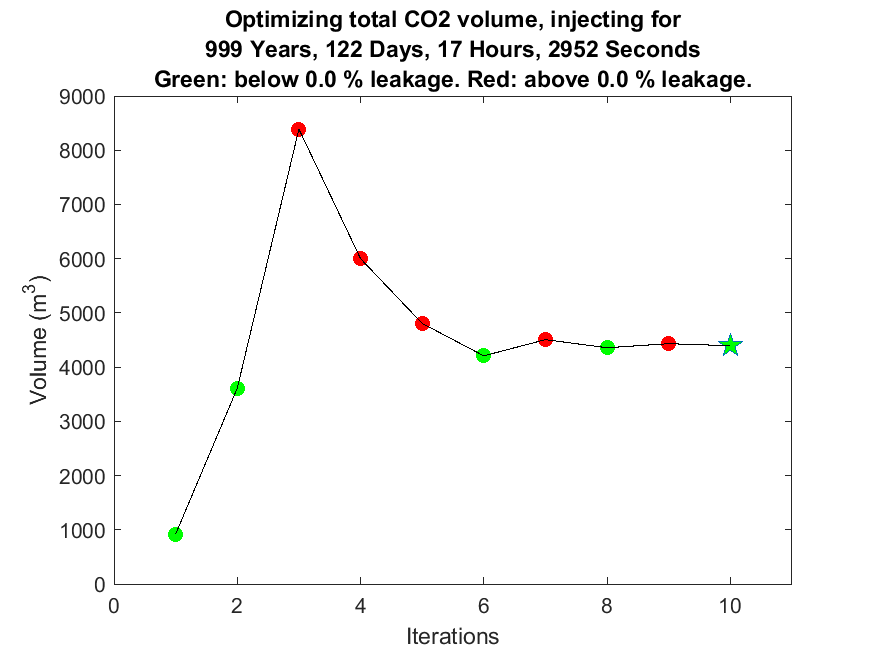 Optimizing total CO2 volume, injecting for
999 Years, 122 Days, 17 Hours, 2952 Seconds
Green: below 0.0 % leakage. Red: above 0.0 % leakage.
9000
8000
7000
6000
5000
4000
3000
2000
1000
0
Volume (m³)
0 2 4 6 8 10
Iterations